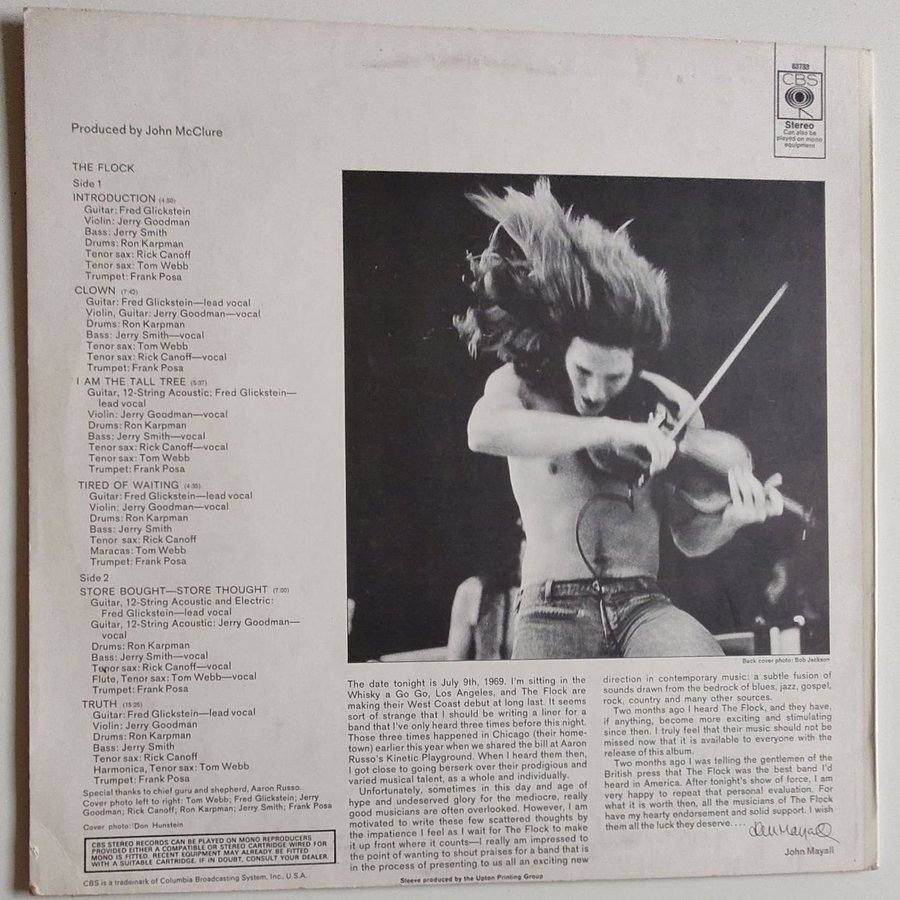 63733
CBS
Stereo
Can also be
played on mono
equipment
Produced by John McClure
THE FLOCK
Side 1
INTRODUCTION (4:50)
Guitar: Fred Glickstein
Violin: Jerry Goodman
Bass: Jerry Smith
Drums: Ron Karpman
Tenor sax: Rick Canoff
Tenor sax: Tom Webb
Trumpet: Frank Posa
CLOWN (7:42)
Guitar: Fred Glickstein—lead vocal
Violin, Guitar: Jerry Goodman—vocal
Drums: Ron Karpman
Bass: Jerry Smith—vocal
Tenor sax: Tom Webb
Tenor sax: Rick Canoff—vocal
Trumpet: Frank Posa
I AM THE TALL TREE (5:37)
Guitar, 12-String Acoustic: Fred Glickstein—
lead vocal
Violin: Jerry Goodman—vocal
Drums: Ron Karpman
Bass: Jerry Smith—vocal
Tenor sax: Rick Canoff—vocal
Tenor sax: Tom Webb
Trumpet: Frank Posa
TIRED OF WAITING (4:35)
Guitar: Fred Glickstein—lead vocal
Violin: Jerry Goodman—vocal
Drums: Ron Karpman
Bass: Jerry Smith
Tenor sax: Rick Canoff
Maracas: Tom Webb
Trumpet: Frank Posa
Side 2
STORE BOUGHT—STORE THOUGHT (7:00)
Guitar, 12-String Acoustic and Electric:
Fred Glickstein—lead vocal
Guitar, 12-String Acoustic: Jerry Goodman—
vocal
Drums: Ron Karpman
Bass: Jerry Smith—vocal
Tenor sax: Rick Canoff—vocal
Flute, Tenor sax: Tom Webb—vocal
Trumpet: Frank Posa
TRUTH (15:25)
Guitar: Fred Glickstein—lead vocal
Violin: Jerry Goodman
Drums: Ron Karpman
Bass: Jerry Smith
Tenor sax: Rick Canoff
Harmonica, Tenor sax: Tom Webb
Trumpet: Frank Posa
Special thanks to chief guru and shepherd, Aaron Russo.
Cover photo left to right: Tom Webb; Fred Glickstein; Jerry
Goodman; Rick Canoff; Ron Karpman; Jerry Smith; Frank Posa
Cover photo: Don Hunstein
CBS STEREO RECORDS CAN BE PLAYED ON MONO REPRODUCERS
PROVIDED EITHER A COMPATIBLE OR STEREO CARTRIDGE WIRED FOR
MONO IS FITTED. RECENT EQUIPMENT MAY ALREADY BE FITTED
WITH A SUITABLE CARTRIDGE. IF IN DOUBT, CONSULT YOUR DEALER
CBS is a trademark of Columbia Broadcasting System, Inc., U.S.A.
Back cover photo: Bob Jackson
The date tonight is July 9th, 1969. I'm sitting in the
Whisky a Go Go, Los Angeles, and The Flock are
making their West Coast debut at long last. It seems
sort of strange that I should be writing a liner for a
band that I've only heard three times before this night.
Those three times happened in Chicago (their home-
town) earlier this year when we shared the bill at Aaron
Russo's Kinetic Playground. When I heard them then,
I got close to going berserk over their prodigious and
varied musical talent, as a whole and individually.
Unfortunately, sometimes in this day and age of
hype and undeserved glory for the mediocre, really
good musicians are often overlooked. However, I am
motivated to write these few scattered thoughts by
the impatience I feel as I wait for The Flock to make
it up front where it counts—I really am impressed to
the point of wanting to shout praises for a band that is
in the process of presenting to us all an exciting new
direction in contemporary music: a subtle fusion of
sounds drawn from the bedrock of blues, jazz, gospel,
rock, country and many other sources.
Two months ago I heard The Flock, and they have,
if anything, become more exciting and stimulating
since then. I truly feel that their music should not be
missed now that it is available to everyone with the
release of this album.
Two months ago I was telling the gentlemen of the
British press that The Flock was the best band I'd
heard in America. After tonight's show of force, I am
very happy to repeat that personal evaluation. For
what it is worth then, all the musicians of The Flock
have my hearty endorsement and solid support. I wish
them all the luck they deserve.... John Mayall
John Mayall
Sleeve produced by the Upton Printing Group